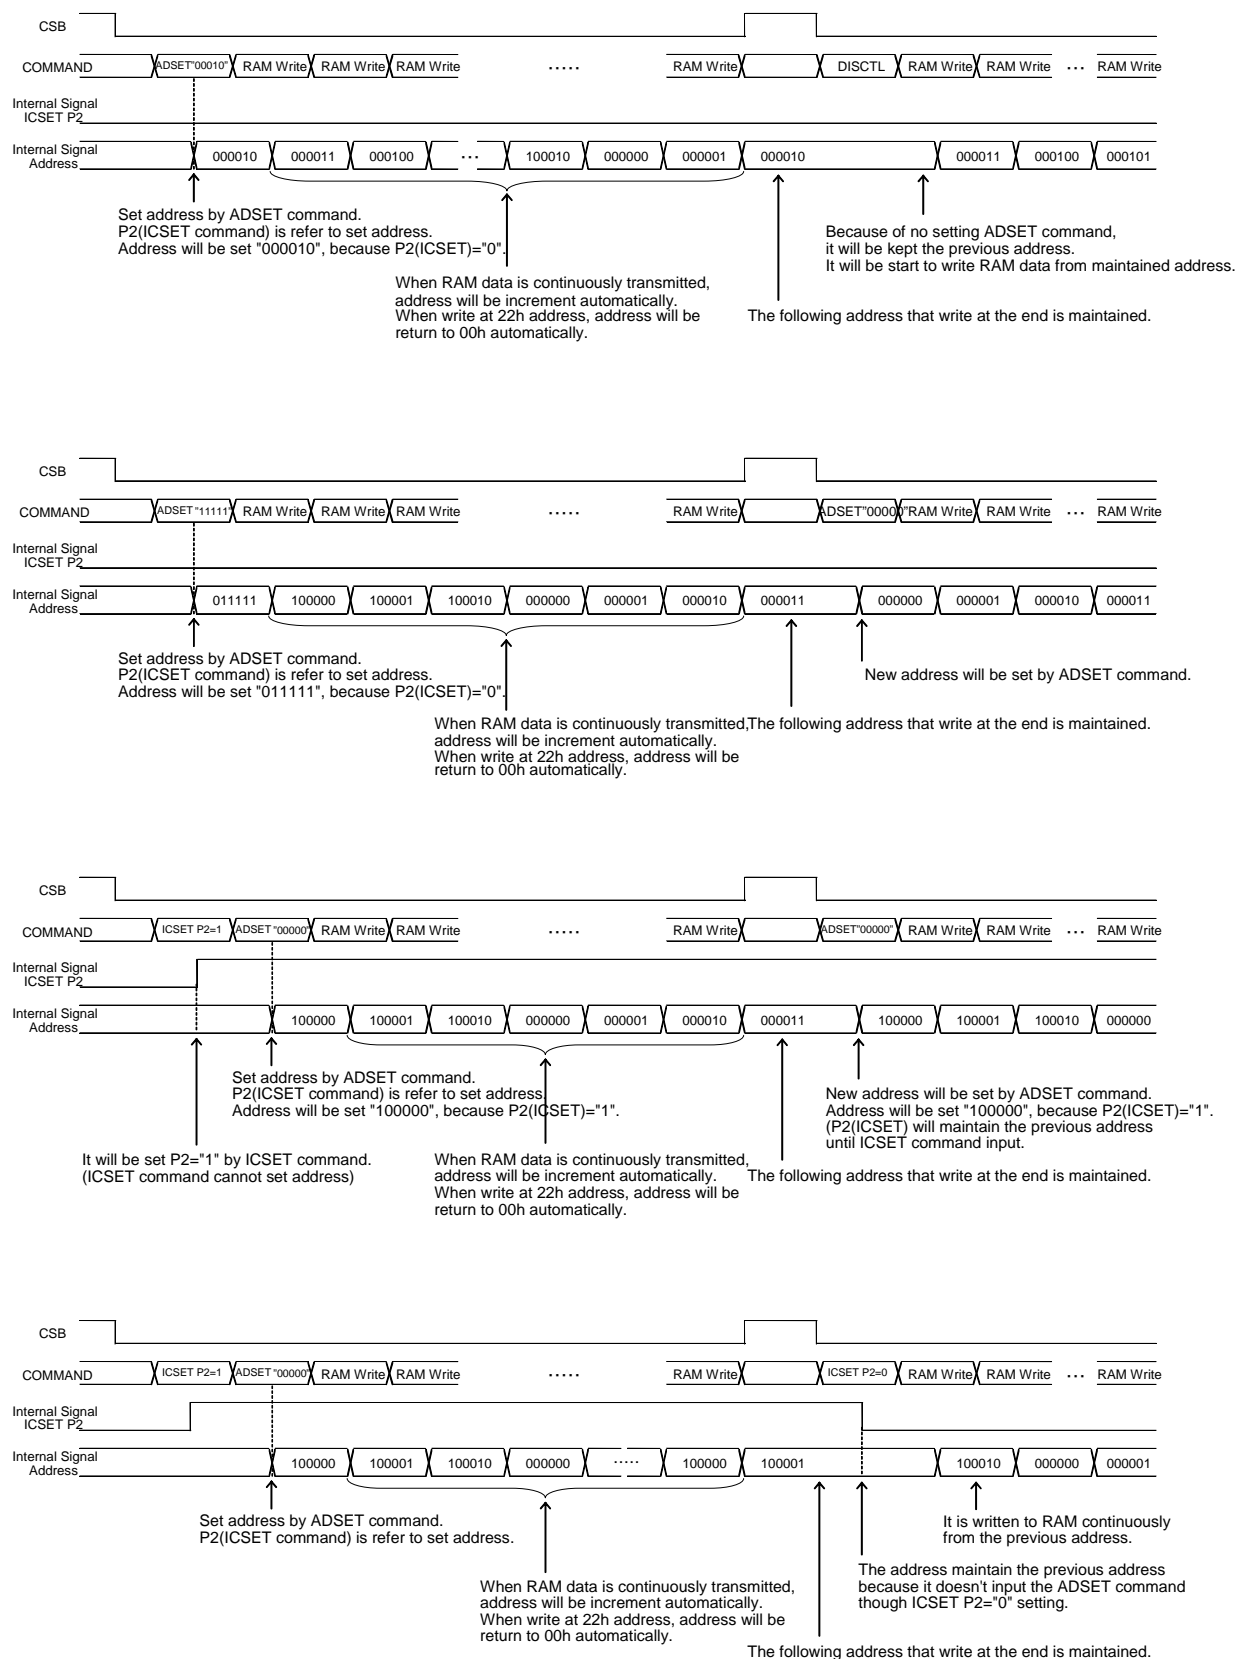 CSB
COMMAND ADSET"00010" RAM Write RAM Write RAM Write ····· RAM Write DISCTL RAM Write RAM Write ··· RAM Write
Internal Signal
ICSET P2
Internal Signal
Address
000010 000011 000100 ··· 100010 000000 000001 000010 000011 000100 000101
Set address by ADSET command.
P2(ICSET command) is refer to set address.
Address will be set "000010", because P2(ICSET)="0".
Because of no setting ADSET command,
it will be kept the previous address.
It will be start to write RAM data from maintained address.
When RAM data is continuously transmitted,
address will be increment automatically.
When write at 22h address, address will be
return to 00h automatically.
The following address that write at the end is maintained.
CSB
COMMAND ADSET"11111" RAM Write RAM Write RAM Write ····· RAM Write ADSET"00000" RAM Write RAM Write ··· RAM Write
Internal Signal
ICSET P2
Internal Signal
Address
011111 100000 100001 100010 000000 000001 000010 000011 000000 000001 000010 000011
Set address by ADSET command.
P2(ICSET command) is refer to set address.
Address will be set "011111", because P2(ICSET)="0".
New address will be set by ADSET command.
When RAM data is continuously transmitted,
address will be increment automatically.
When write at 22h address, address will be
return to 00h automatically.
The following address that write at the end is maintained.
CSB
COMMAND ICSET P2=1 ADSET"00000" RAM Write RAM Write ····· RAM Write ADSET"00000" RAM Write RAM Write ··· RAM Write
Internal Signal
ICSET P2
Internal Signal
Address
100000 100001 100010 000000 000001 000010 000011 100000 100001 100010 000000
Set address by ADSET command.
P2(ICSET command) is refer to set address.
Address will be set "100000", because P2(ICSET)="1".
New address will be set by ADSET command.
Address will be set "100000", because P2(ICSET)="1".
(P2(ICSET) will maintain the previous address
until ICSET command input.
It will be set P2="1" by ICSET command.
(ICSET command cannot set address)
When RAM data is continuously transmitted,
address will be increment automatically.
When write at 22h address, address will be
return to 00h automatically.
The following address that write at the end is maintained.
CSB
COMMAND ICSET P2=1 ADSET"00000" RAM Write RAM Write ····· RAM Write ICSET P2=0 RAM Write RAM Write ··· RAM Write
Internal Signal
ICSET P2
Internal Signal
Address
100000 100001 100010 000000 ····· 100000 100001 100010 000000 000001
Set address by ADSET command.
P2(ICSET command) is refer to set address.
It is written to RAM continuously
from the previous address.
When RAM data is continuously transmitted,
address will be increment automatically.
When write at 22h address, address will be
return to 00h automatically.
The address maintain the previous address
because it doesn't input the ADSET command
though ICSET P2="0" setting.
The following address that write at the end is maintained.